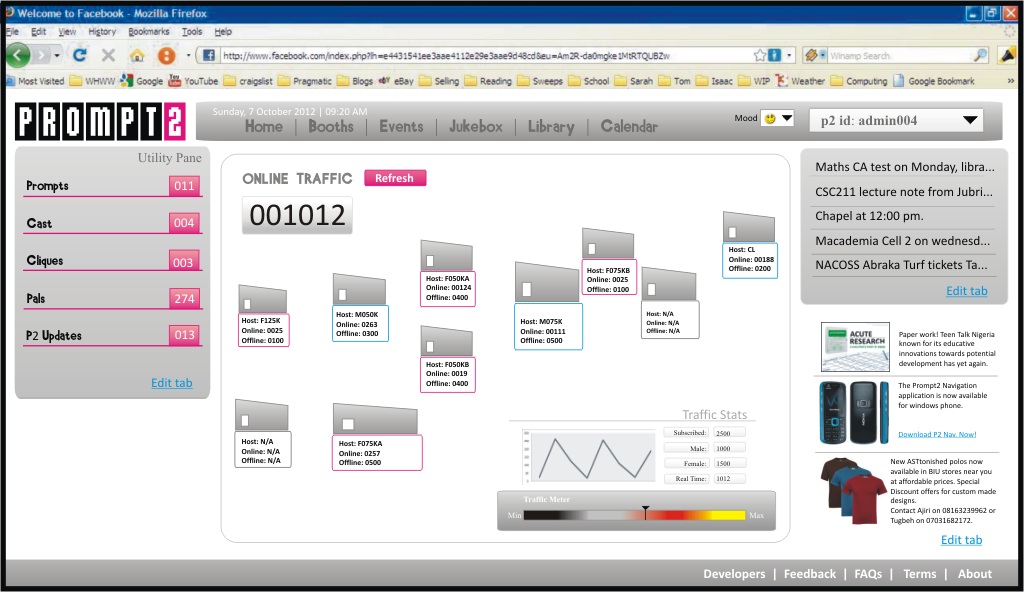 Welcome to Facebook - Mozilla Firefox
File Edit View History Bookmarks Tools Help
http://www.facebook.com/index.php?lh=e4431541ee3aae4112e29e3aae9d48cd&eu=Am2R-da0mgke1MtRTQUBZw
Winamp Search
Most Visited WHWW Google YouTube craigslist Pragmatic Blogs eBay Selling Reading Sweeps School Sarah Tom Isaac WIP Weather Computing Google Bookmark
PROMPT2
Sunday, 7 October 2012 | 09:20 AM
Home | Booths | Events | Jukebox | Library | Calendar
Mood
p2 id: admin004
Utility Pane
Prompts 011
Cast 004
Cliques 003
Pals 274
P2 Updates 013
Edit tab
ONLINE TRAFFIC Refresh
001012
Host: CL
Online: 00188
Offline: 0200
Host: F050KA
Online: 00124
Offline: 0400
Host: F075KB
Online: 0025
Offline: 0100
Host: F125K
Online: 0025
Offline: 0100
Host: M050K
Online: 0263
Offline: 0300
Host: M075K
Online: 00111
Offline: 0500
Host: N/A
Online: N/A
Offline: N/A
Host: F050KB
Online: 0019
Offline: 0400
Host: N/A
Online: N/A
Offline: N/A
Host: F075KA
Online: 0257
Offline: 0500
Traffic Stats
Subscribed: 2500
Male: 1000
Female: 1500
Real Time: 1012
Traffic Meter
Min Max
Maths CA test on Monday, libra...
CSC211 lecture note from Jubri...
Chapel at 12:00 pm.
Macademia Cell 2 on wednesd...
NACOSS Abraka Turf tickets Ta...
Edit tab
ACUTE
RESEARCH
Paper work! Teen Talk Nigeria
known for its educative
innovations towards potential
development has yet again.
The Prompt2 Navigation
application is now available
for windows phone.
Download P2 Nav. Now!
New ASTtonished polos now
available in BIU stores near you
at affordable prices. Special
Discount offers for custom made
designs.
Contact Ajiri on 08163239962 or
Tugbeh on 07031682172.
Edit tab
Developers | Feedback | FAQs | Terms | About